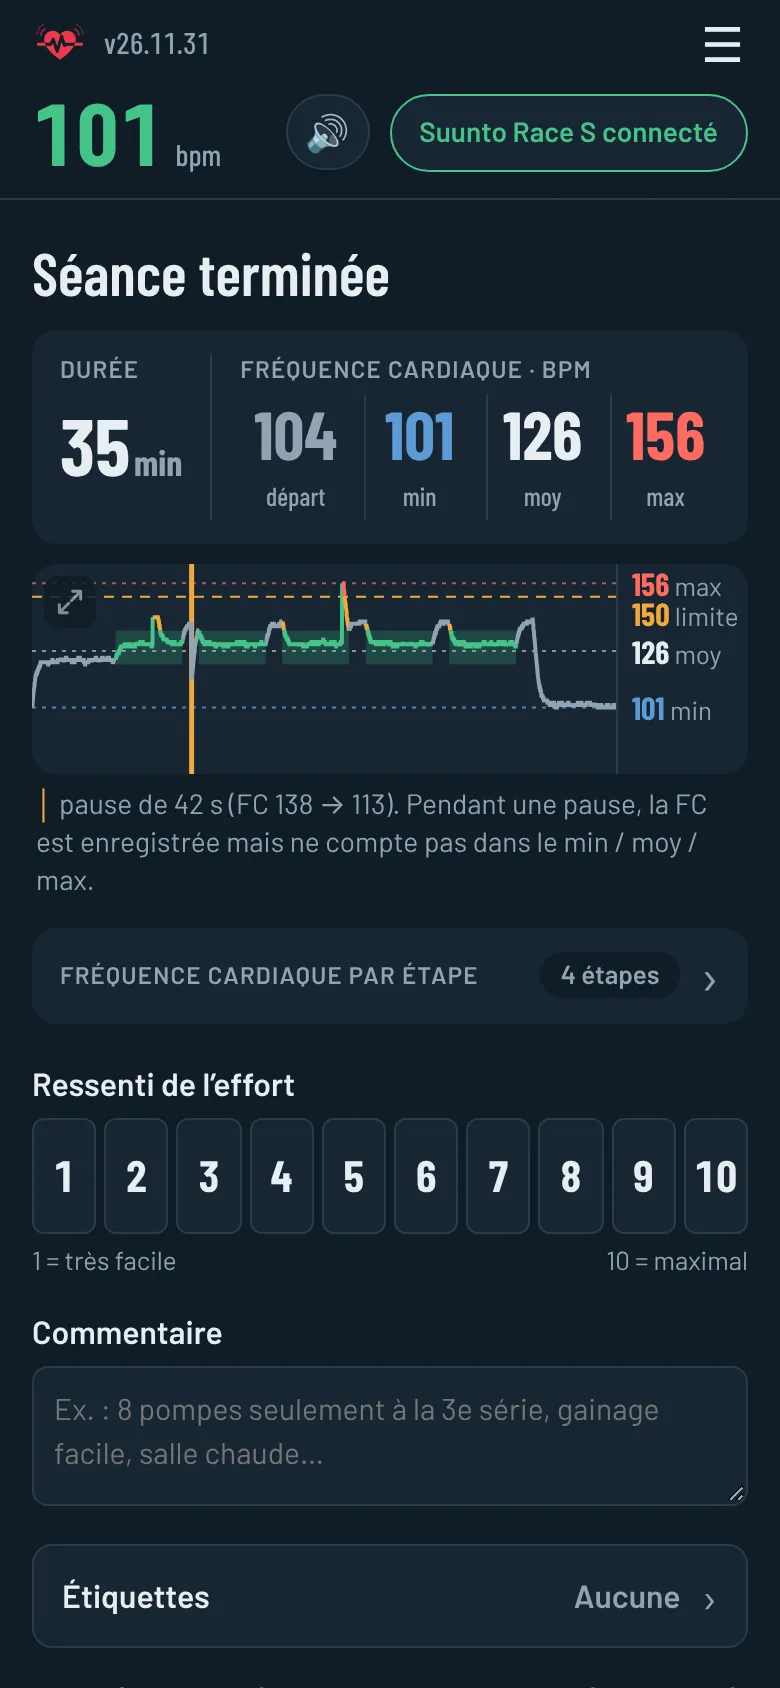 v26.11.31
101 bpm
Suunto Race S connecté
Séance terminée
DURÉE
35 min
FRÉQUENCE CARDIAQUE · BPM
104 101 126 156
départ min moy max
156 max
150 limite
126 moy
101 min
pause de 42 s (FC 138 → 113). Pendant une pause, la FC
est enregistrée mais ne compte pas dans le min / moy /
max.
FRÉQUENCE CARDIAQUE PAR ÉTAPE 4 étapes ›
Ressenti de l’effort
1 2 3 4 5 6 7 8 9 10
1 = très facile 10 = maximal
Commentaire
Ex. : 8 pompes seulement à la 3e série, gainage
facile, salle chaude...
Étiquettes Aucune ›